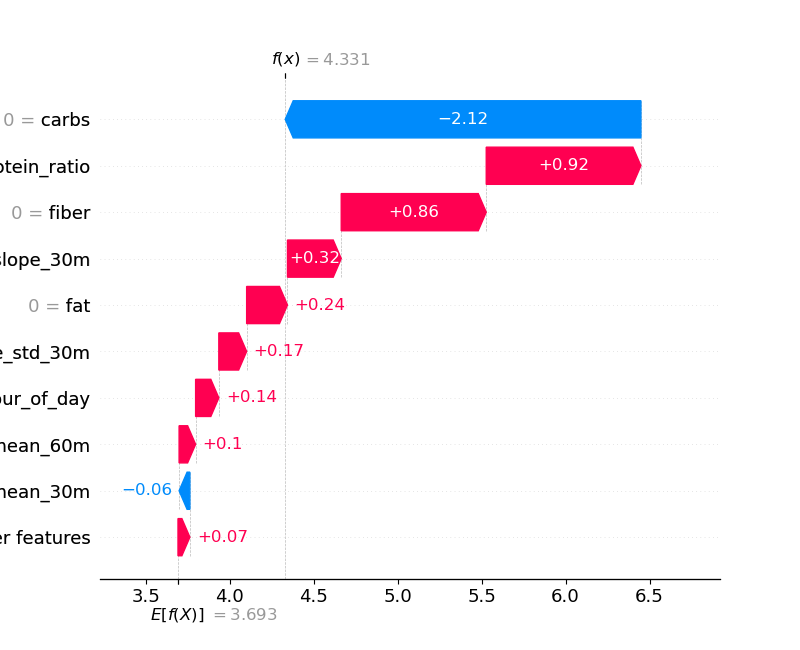 f(x) = 4.331
0 = carbs
−2.12
otein_ratio
+0.92
0 = fiber
+0.86
slope_30m
+0.32
0 = fat
+0.24
e_std_30m
+0.17
our_of_day
+0.14
mean_60m
+0.1
mean_30m
−0.06
er features
+0.07
3.5 4.0 4.5 5.0 5.5 6.0 6.5
E[f(X)] = 3.693